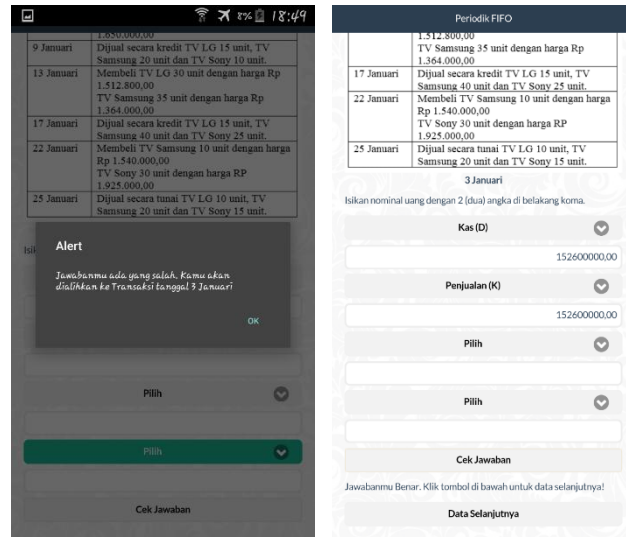 8% 18:49
1.650.000,00
9 Januari Dijual secara kredit TV LG 15 unit, TV
Samsung 20 unit dan TV Sony 10 unit.
13 Januari Membeli TV LG 30 unit dengan harga Rp
1.512.800,00
TV Samsung 35 unit dengan harga Rp
1.364.000,00
17 Januari Dijual secara kredit TV LG 15 unit, TV
Samsung 40 unit dan TV Sony 25 unit.
22 Januari Membeli TV Samsung 10 unit dengan harga
Rp 1.540.000,00
TV Sony 30 unit dengan harga RP
1.925.000,00
25 Januari Dijual secara tunai TV LG 10 unit, TV
Samsung 20 unit dan TV Sony 15 unit.
Isik
Alert
Jawabanmu ada yang salah, Kamu akan
dialihkan ke Transaksi tanggal 3 Januari
OK
Pilih
Pilih
Cek Jawaban
Periodik FIFO
1.512.800,00
TV Samsung 35 unit dengan harga Rp
1.364.000,00
17 Januari Dijual secara kredit TV LG 15 unit, TV
Samsung 40 unit dan TV Sony 25 unit.
22 Januari Membeli TV Samsung 10 unit dengan harga
Rp 1.540.000,00
TV Sony 30 unit dengan harga RP
1.925.000,00
25 Januari Dijual secara tunai TV LG 10 unit, TV
Samsung 20 unit dan TV Sony 15 unit.
3 Januari
Isikan nominal uang dengan 2 (dua) angka di belakang koma.
Kas (D)
152600000,00
Penjualan (K)
152600000,00
Pilih
Pilih
Cek Jawaban
Jawabanmu Benar. Klik tombol di bawah untuk data selanjutnya!
Data Selanjutnya